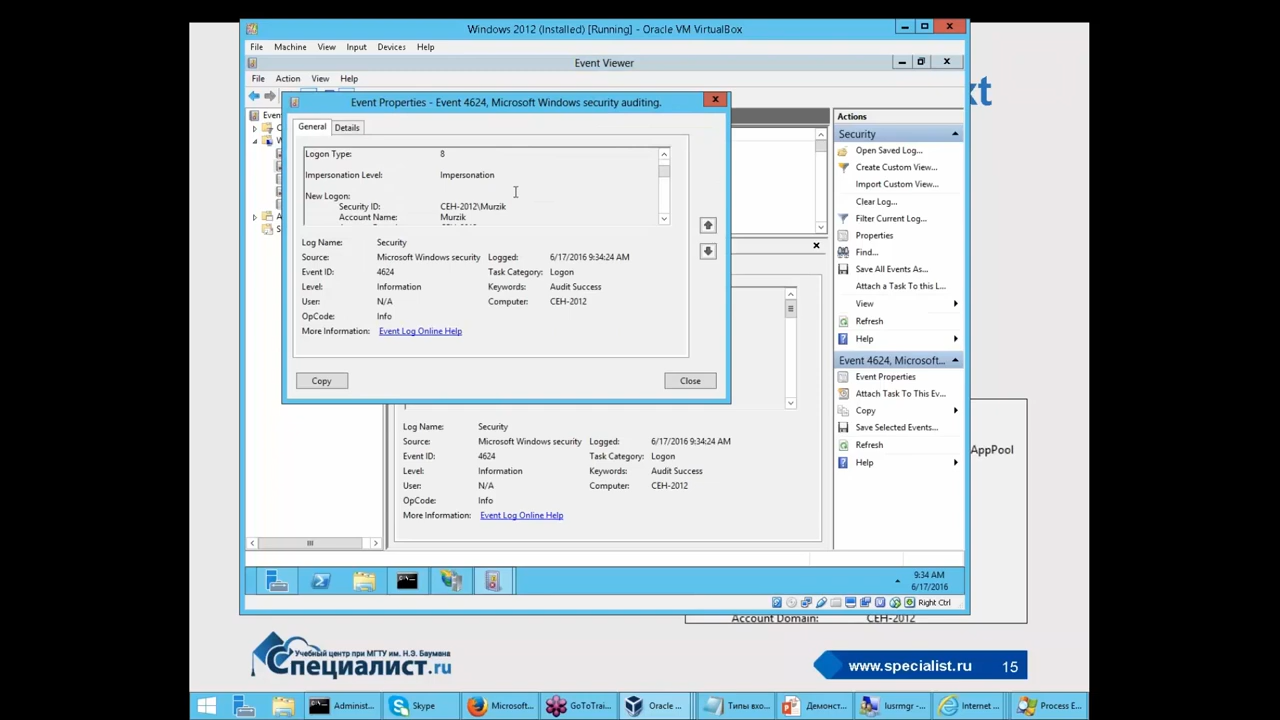 Windows 2012 (Installed) [Running] - Oracle VM VirtualBox
File Machine View Input Devices Help
Event Viewer
File Action View Help
Event Properties - Event 4624, Microsoft Windows security auditing.
General Details
Logon Type: 8
Impersonation Level: Impersonation
New Logon:
Security ID: CEH-2012\Murzik
Account Name: Murzik
Log Name: Security
Source: Microsoft Windows security Logged: 6/17/2016 9:34:24 AM
Event ID: 4624 Task Category: Logon
Level: Information Keywords: Audit Success
User: N/A Computer: CEH-2012
OpCode: Info
More Information: Event Log Online Help
Copy Close
Log Name: Security
Source: Microsoft Windows security Logged: 6/17/2016 9:34:24 AM
Event ID: 4624 Task Category: Logon
Level: Information Keywords: Audit Success
User: N/A Computer: CEH-2012
OpCode: Info
More Information: Event Log Online Help
Actions
Security
Open Saved Log...
Create Custom View...
Import Custom View...
Clear Log...
Filter Current Log...
Properties
Find...
Save All Events As...
Attach a Task To this L...
View
Refresh
Help
Event 4624, Microsoft...
Event Properties
Attach Task To This Ev...
Copy
Save Selected Events...
Refresh
Help
9:34 AM
6/17/2016
Right Ctrl
xt
AppPool
Account Domain: CEH-2012
Учебный центр при МГТУ им. Н.Э. Баумана
Специалист.ru
www.specialist.ru 15
Administ... Skype Microsoft... GoToTrai... Oracle ... Типы вхо... Демонст... lusrmgr -... Internet ... Process E...